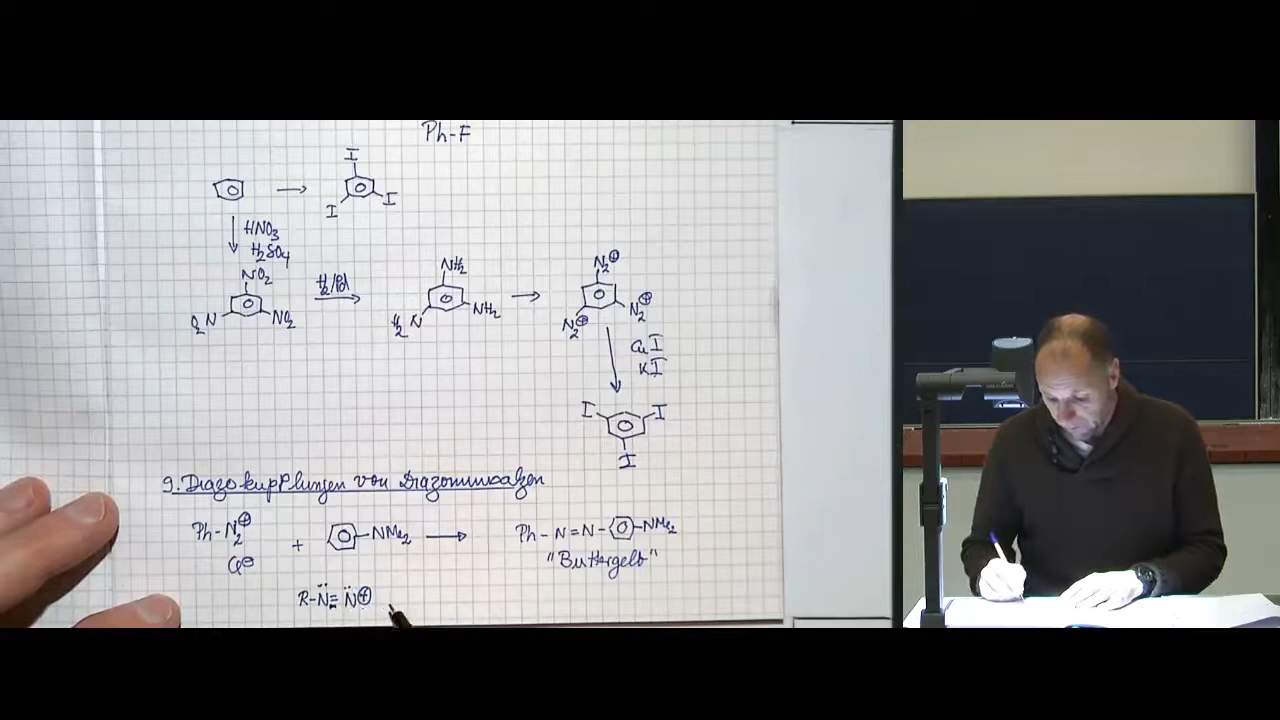 Ph-F
I
I
I
HNO3
H2SO4
NO2
O2N
NO2
H2/Pd
NH2
H2N
NH2
N2⊕
N2⊕
N2⊕
CuI
KI
I
I
I
9. Diazokupplungen von Diazoniumsalzen
Ph-N2⊕ + NMe2 → Ph-N=N- -NMe2
Cl⊖
"Buttergelb"
R-N≡N⊕